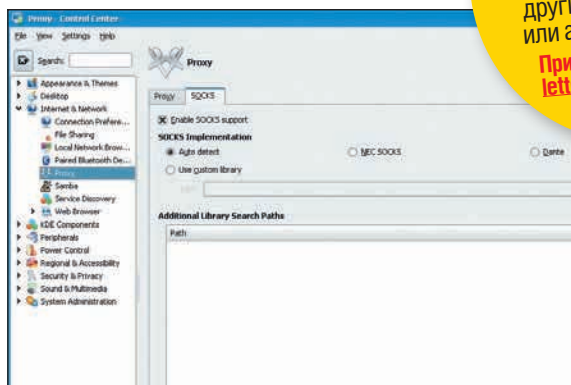 Proxy - Control Center
File View Settings Help
Search:
Appearance & Themes
Desktop
Internet & Network
Connection Prefere...
File Sharing
Local Network Brow...
Paired Bluetooth De...
Proxy
Samba
Service Discovery
Web Browser
KDE Components
Peripherals
Power Control
Regional & Accessibility
Security & Privacy
Sound & Multimedia
System Administration
Proxy
Proxy SOCKS
Enable SOCKS support
SOCKS Implementation
Auto detect NEC SOCKS Dante
Use custom library
Additional Library Search Paths
Path
други
или а
При
lett